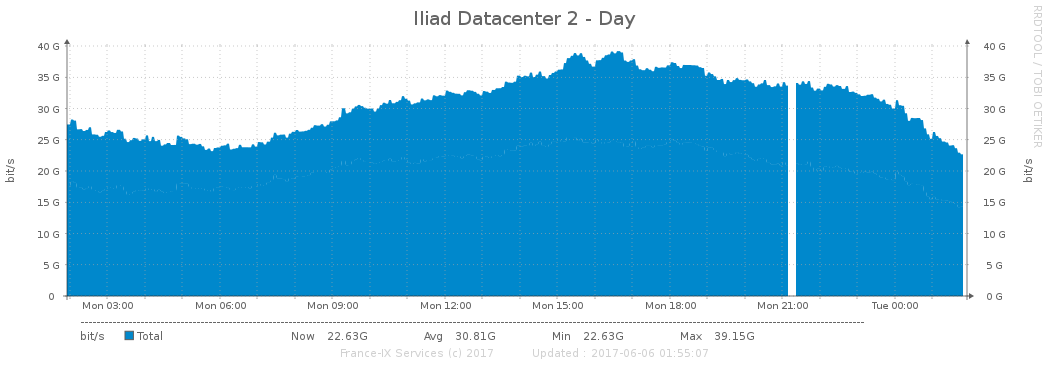 Iliad Datacenter 2 - Day
RRDTOOL / TOBI OETIKER
40 G 40 G
35 G 35 G
30 G 30 G
25 G 25 G
20 G 20 G
15 G 15 G
10 G 10 G
5 G 5 G
0 0 G
bit/s bit/s
Mon 03:00 Mon 06:00 Mon 09:00 Mon 12:00 Mon 15:00 Mon 18:00 Mon 21:00 Tue 00:00
bit/s Total Now 22.63G Avg 30.81G Min 22.63G Max 39.15G
France-IX Services (c) 2017 Updated : 2017-06-06 01:55:07